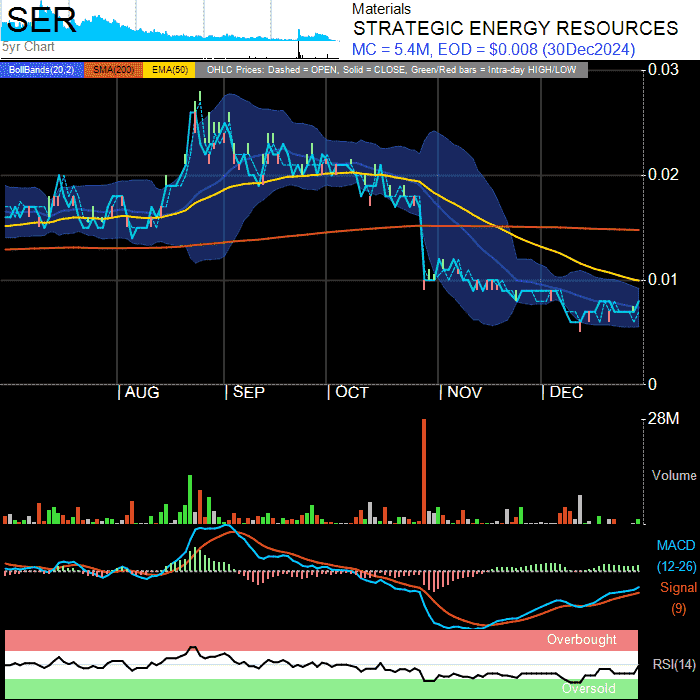 SER
5yr Chart
Materials
STRATEGIC ENERGY RESOURCES
MC = 5.4M, EOD = $0.008 (30Dec2024)
BollBands(20,2) SMA(200) EMA(50) OHLC Prices: Dashed = OPEN, Solid = CLOSE, Green/Red bars = Intra-day HIGH/LOW
0.03
0.02
0.01
0
AUG SEP OCT NOV DEC
28M
Volume
MACD
(12-26)
Signal
(9)
Overbought
RSI(14)
Oversold